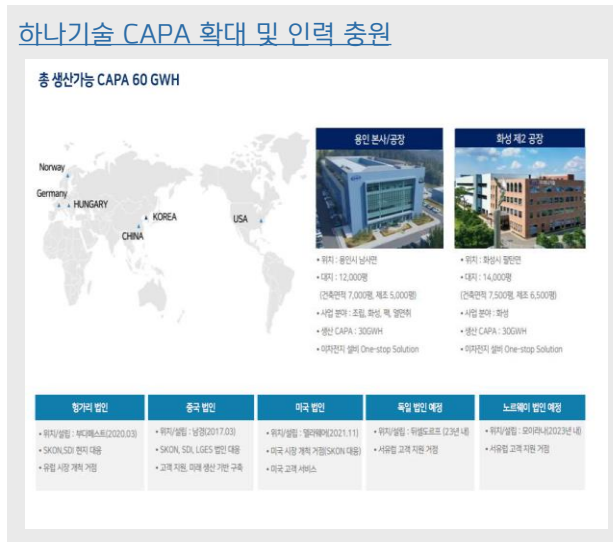 하나기술 CAPA 확대 및 인력 충원
총 생산가능 CAPA 60 GWH
Norway
Germany
HUNGARY
KOREA
CHINA
USA
용인 본사/공장
• 위치 : 용인시 남사면
• 대지 : 12,000평
(건축면적 7,000평, 제조 5,000평)
• 사업 분야 : 조립, 화성, 팩, 열면취
• 생산 CAPA : 30GWH
• 이차전지 설비 One-stop Solution
화성 제2 공장
• 위치 : 화성시 팔탄면
• 대지 : 14,000평
(건축면적 7,500평, 제조 6,500평)
• 사업 분야 : 화성
• 생산 CAPA : 30GWH
• 이차전지 설비 One-stop Solution
헝가리 법인
• 위치/설립 : 부다페스트(2020.03)
• SKON,SDI 현지 대응
• 유럽 시장 개척 거점
중국 법인
• 위치/설립 : 남경(2017.03)
• SKON, SDI, LGES 법인 대응
• 고객 지원, 미래 생산 기반 구축
미국 법인
• 위치/설립 : 델라웨어(2021.11)
• 미국 시장 개척 거점(SKON 대응)
• 미국 고객 서비스
독일 법인 예정
• 위치/설립 : 뒤셀도르프 (23년 내)
• 서유럽 고객 지원 거점
노르웨이 법인 예정
• 위치/설립 : 모이라나(2023년 내)
• 서유럽 고객 지원 거점